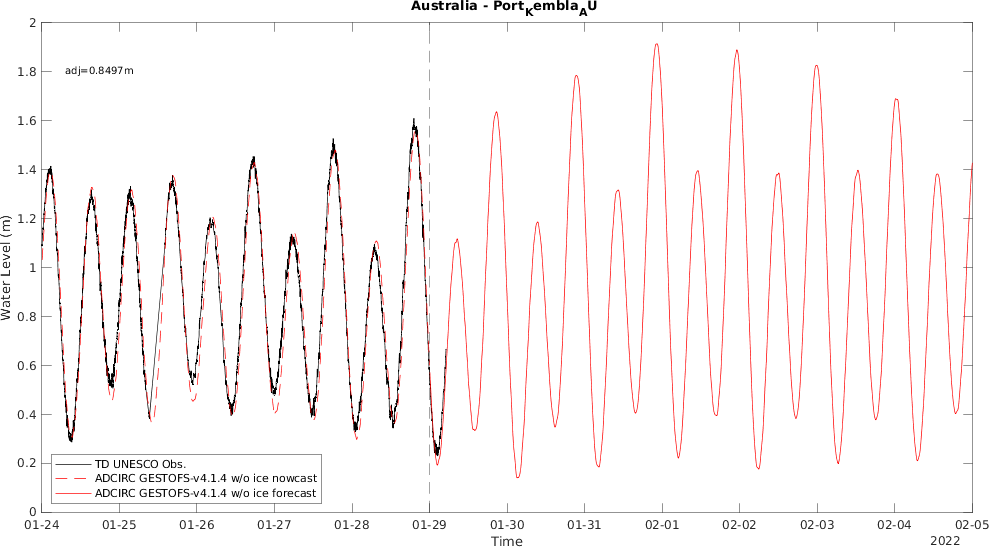 Australia - Port_Kembla_AU
adj=0.8497m
Water Level (m)
2
1.8
1.6
1.4
1.2
1
0.8
0.6
0.4
0.2
0
TD UNESCO Obs.
ADCIRC GESTOFS-v4.1.4 w/o ice nowcast
ADCIRC GESTOFS-v4.1.4 w/o ice forecast
01-24 01-25 01-26 01-27 01-28 01-29 01-30 01-31 02-01 02-02 02-03 02-04 02-05
Time
2022